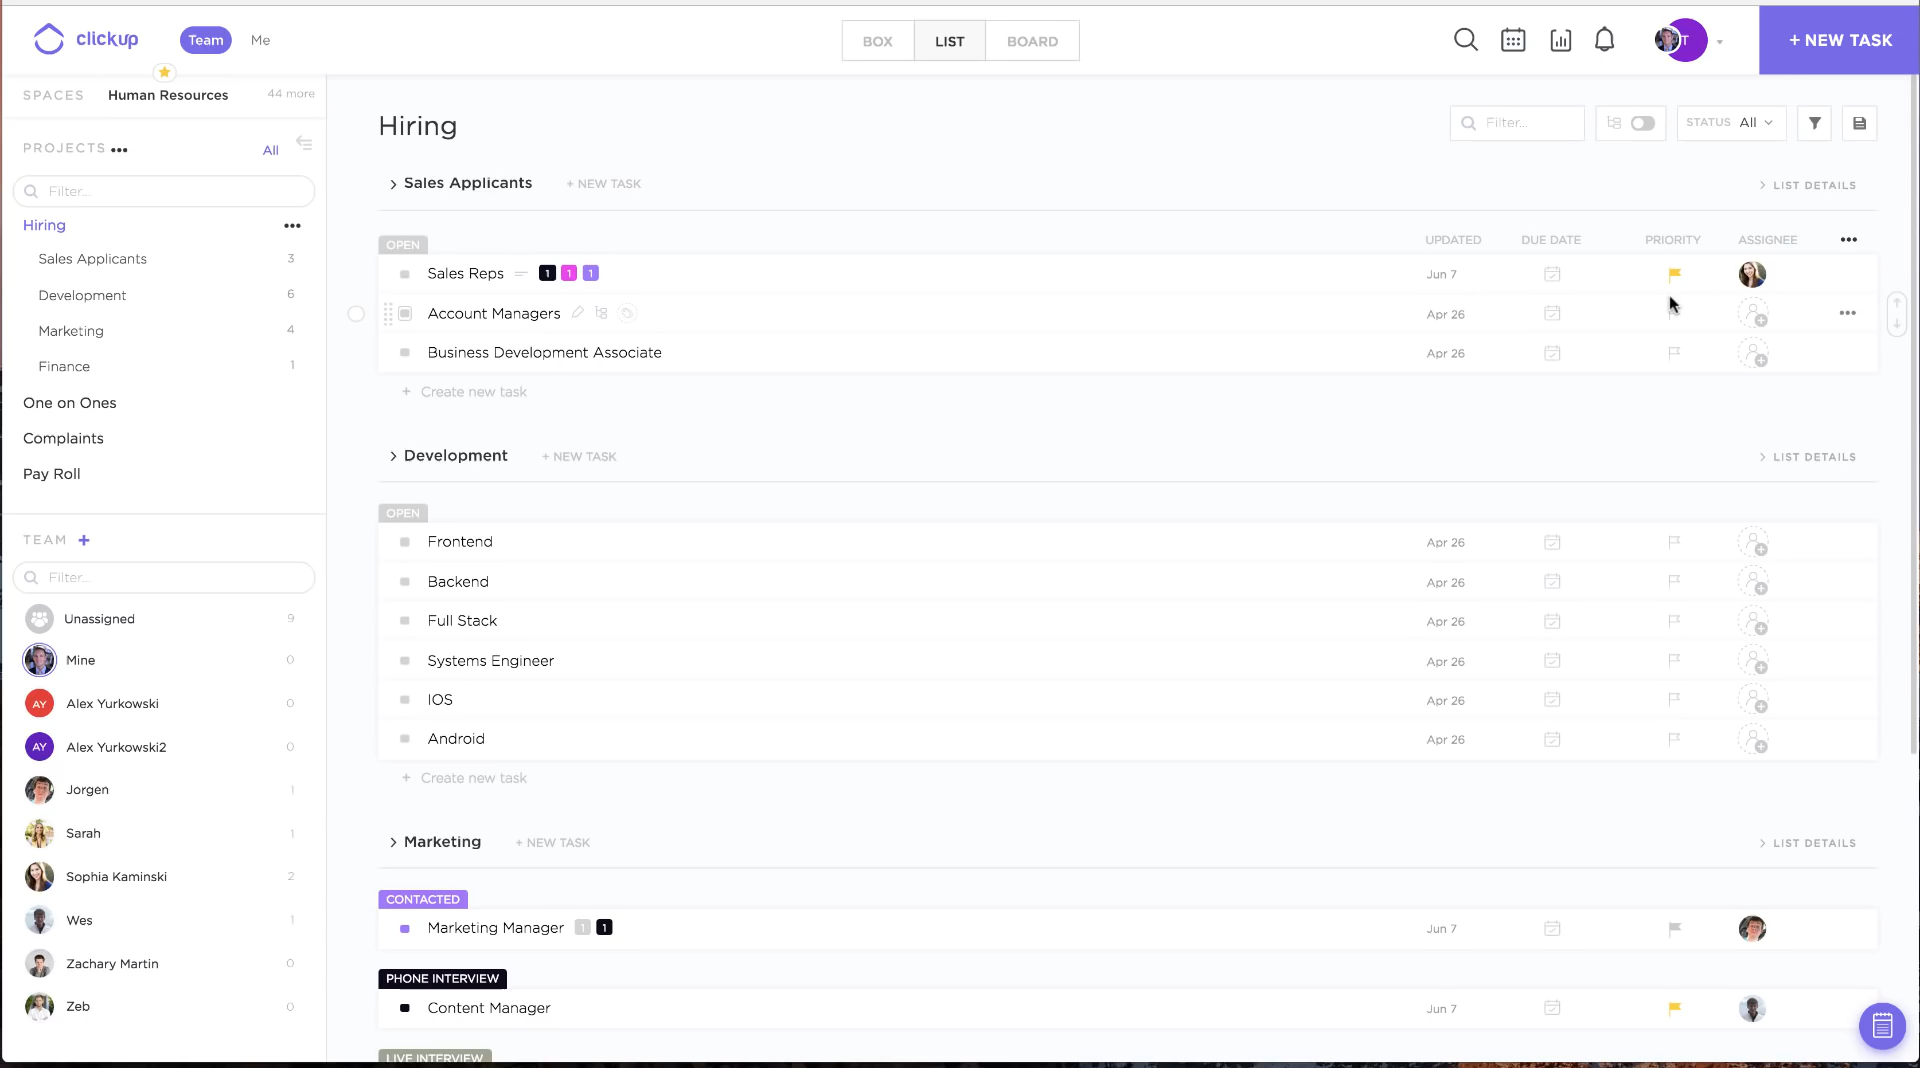 clickup
Team Me
BOX LIST BOARD
T
+ NEW TASK
SPACES Human Resources 44 more
PROJECTS All
Filter...
Hiring
Sales Applicants 3
Development 6
Marketing 4
Finance 1
One on Ones
Complaints
Pay Roll
TEAM +
Filter...
Unassigned 9
Mine 0
AY Alex Yurkowski 0
AY Alex Yurkowski2 0
Jorgen 1
Sarah 1
Sophia Kaminski 2
Wes 1
Zachary Martin 0
Zeb 0
Hiring
Filter...
STATUS All
Sales Applicants + NEW TASK LIST DETAILS
OPEN UPDATED DUE DATE PRIORITY ASSIGNEE
Sales Reps 1 1 1 Jun 7
Account Managers Apr 26
Business Development Associate Apr 26
+ Create new task
Development + NEW TASK LIST DETAILS
OPEN
Frontend Apr 26
Backend Apr 26
Full Stack Apr 26
Systems Engineer Apr 26
IOS Apr 26
Android Apr 26
+ Create new task
Marketing + NEW TASK LIST DETAILS
CONTACTED
Marketing Manager 1 1 Jun 7
PHONE INTERVIEW
Content Manager Jun 7
LIVE INTERVIEW